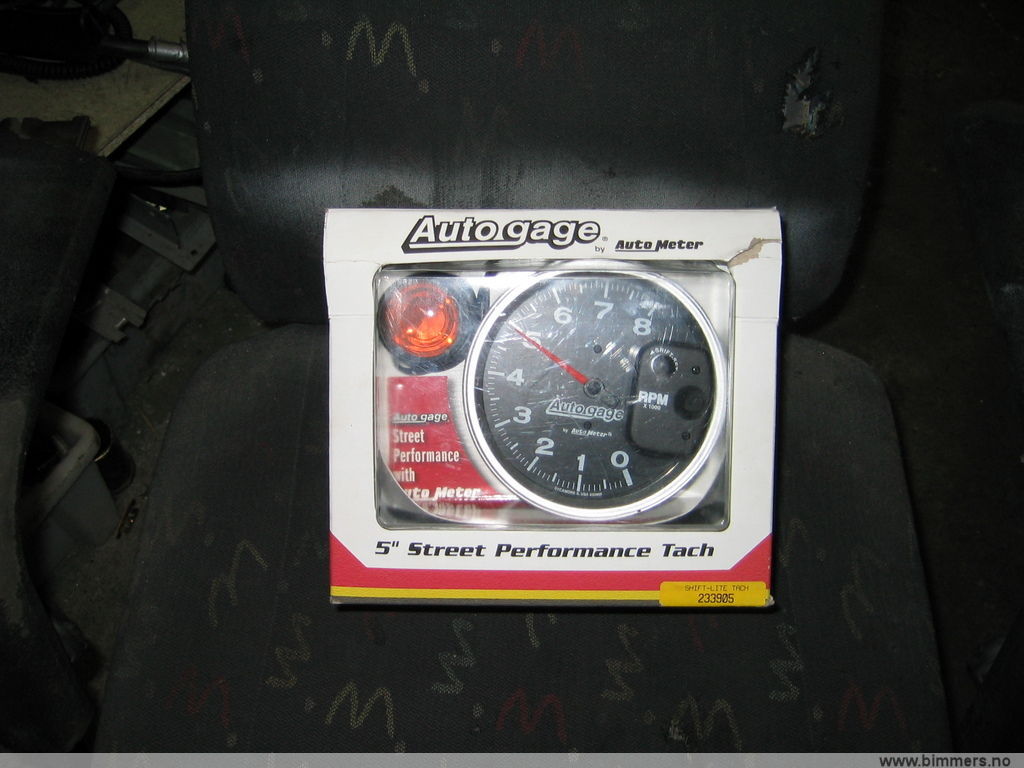 Auto gage®
by Auto Meter
6 7 8
5
4
SHIFT
RPM
X 1000
3
Auto gage
by Auto Meter
2
1
0
Auto gage
Street
Performance
with
Auto Meter
5" Street Performance Tach
SHIFT-LITE TACH
233905
www.bimmers.no